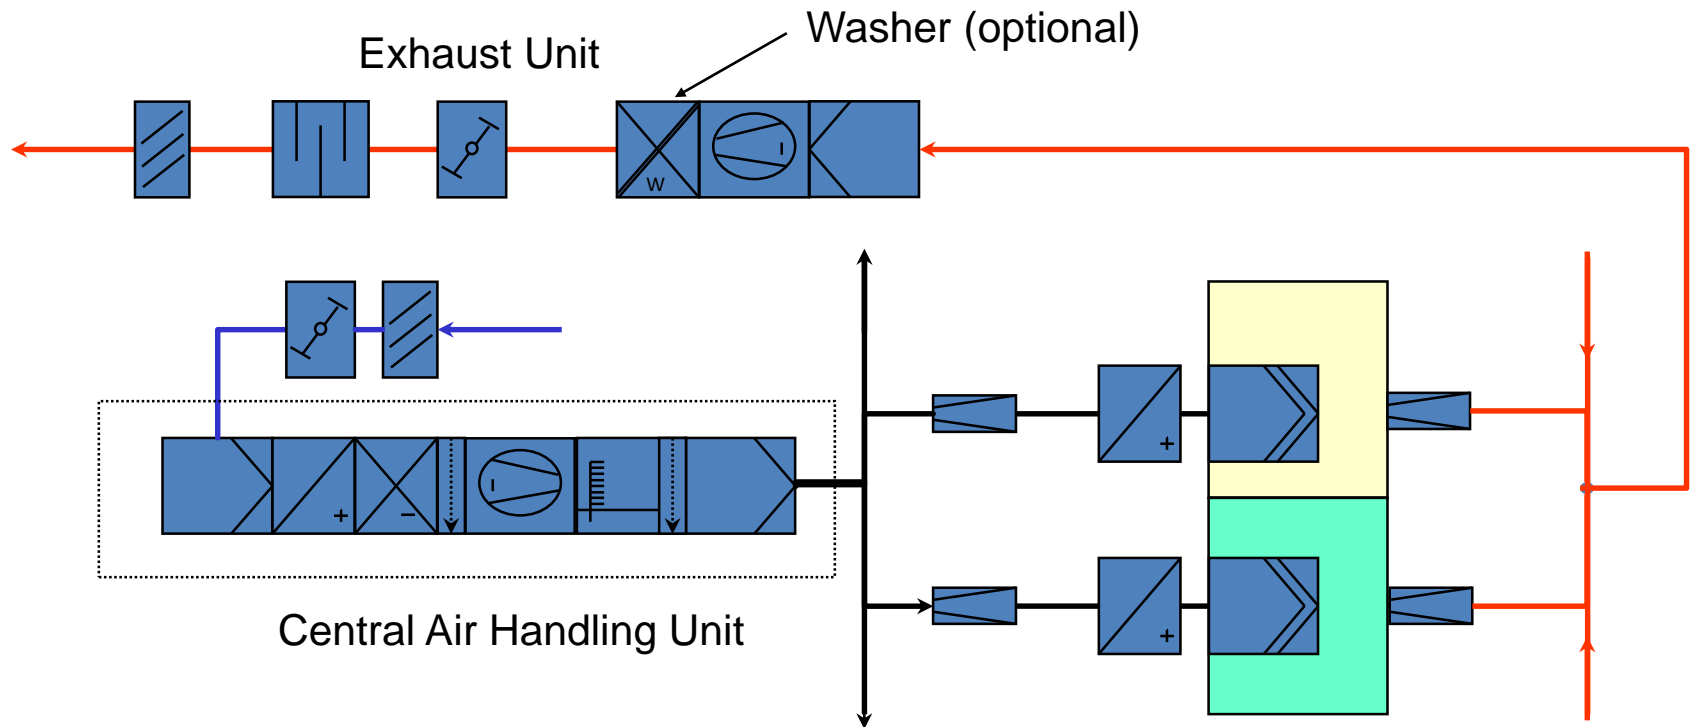 Washer (optional)
Exhaust Unit
W
+
+
−
+
Central Air Handling Unit